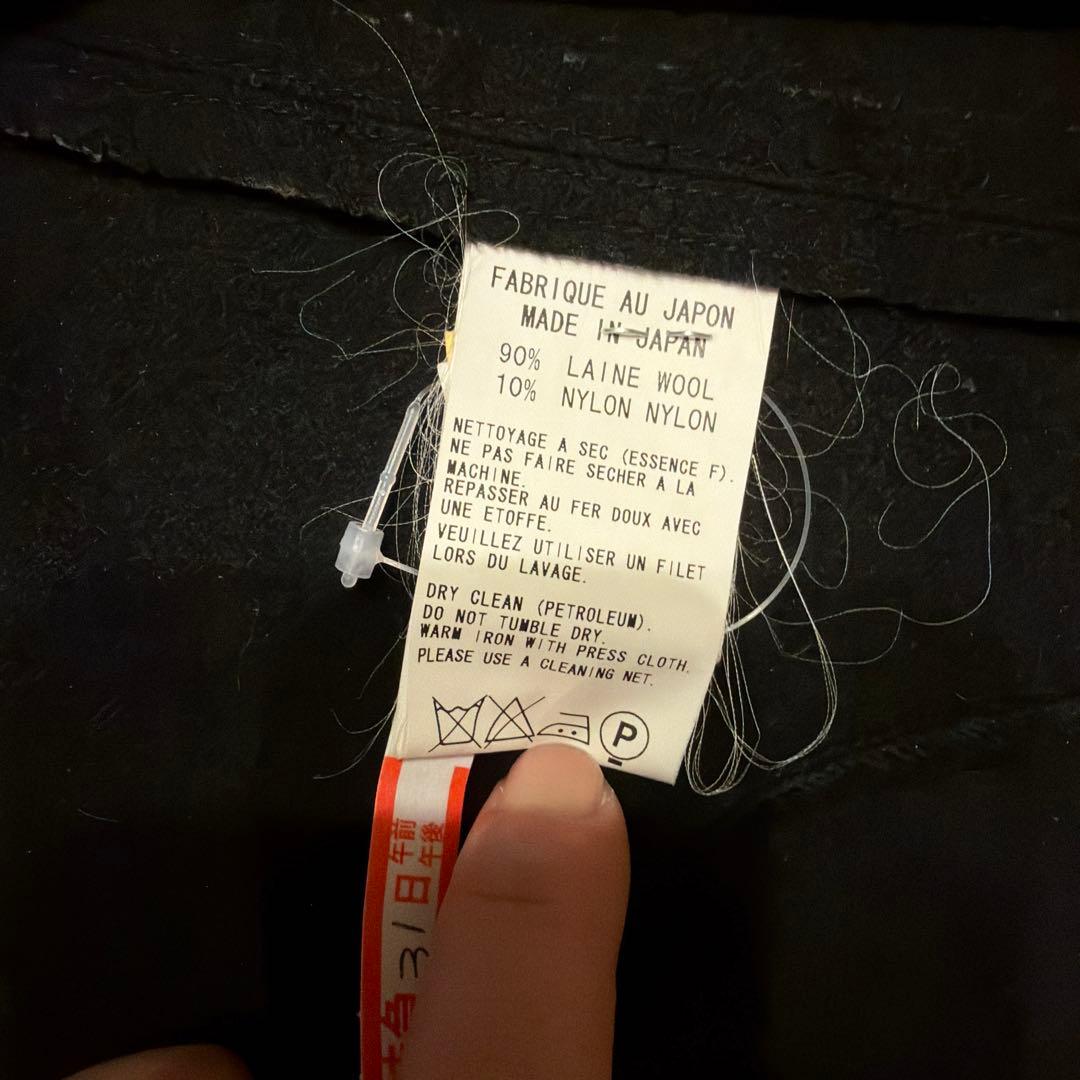 FABRIQUE AU JAPON
MADE IN JAPAN
90% LAINE WOOL
10% NYLON NYLON
NETTOYAGE A SEC (ESSENCE F).
NE PAS FAIRE SECHER A LA
MACHINE.
REPASSER AU FER DOUX AVEC
UNE ETOFFE.
VEUILLEZ UTILISER UN FILET
LORS DU LAVAGE.
DRY CLEAN (PETROLEUM).
DO NOT TUMBLE DRY.
WARM IRON WITH PRESS CLOTH.
PLEASE USE A CLEANING NET.
P
午前
午後
31日